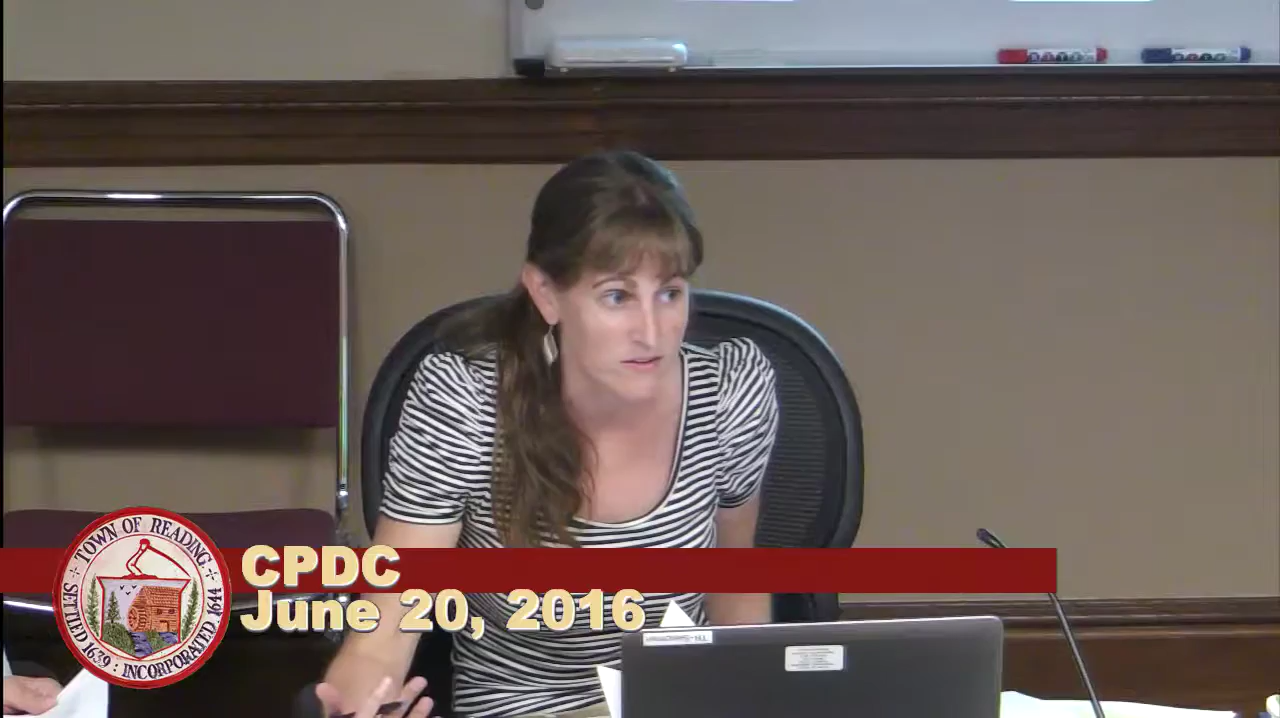 CPDC
June 20, 2016
TOWN OF READING
SETTLED 1639 : INCORPORATED 1644